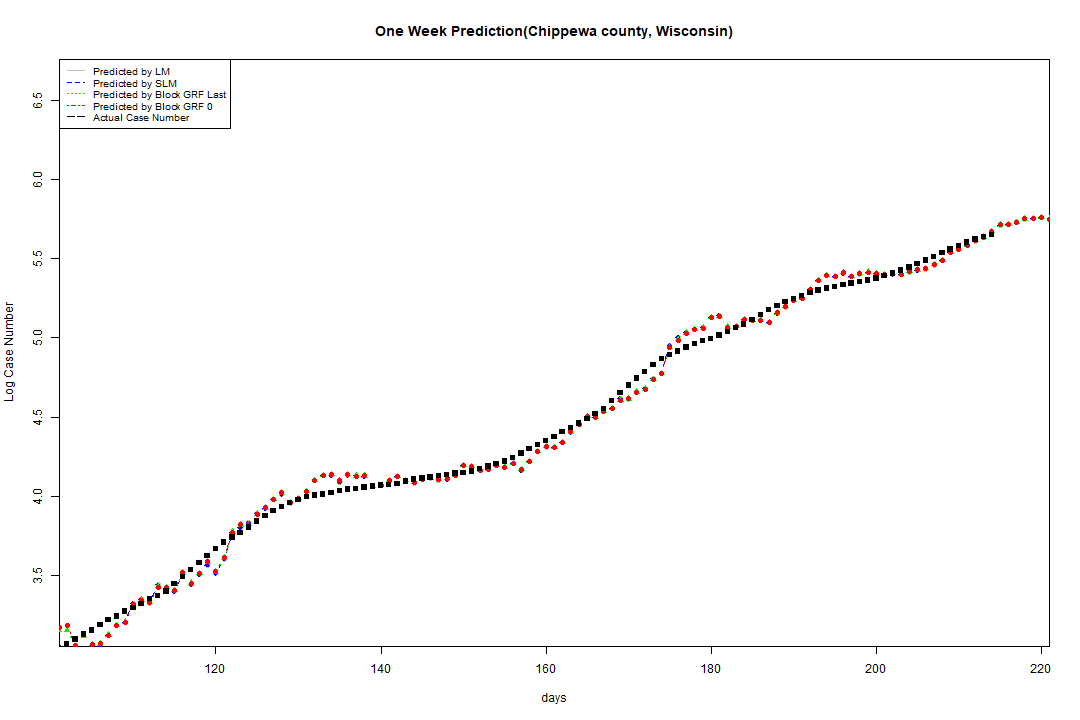 One Week Prediction(Chippewa county, Wisconsin)
Predicted by LM
Predicted by SLM
Predicted by Block GRF Last
Predicted by Block GRF 0
Actual Case Number
6.5
6.0
5.5
5.0
4.5
4.0
3.5
Log Case Number
120 140 160 180 200 220
days